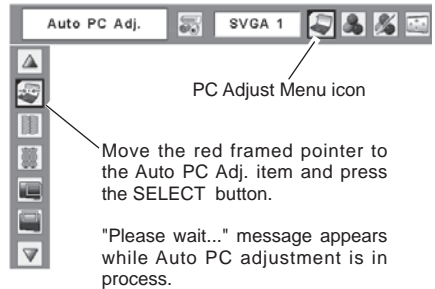 Auto PC Adj.
SVGA 1
PC Adjust Menu icon
Move the red framed pointer to
the Auto PC Adj. item and press
the SELECT button.
"Please wait..." message appears
while Auto PC adjustment is in
process.